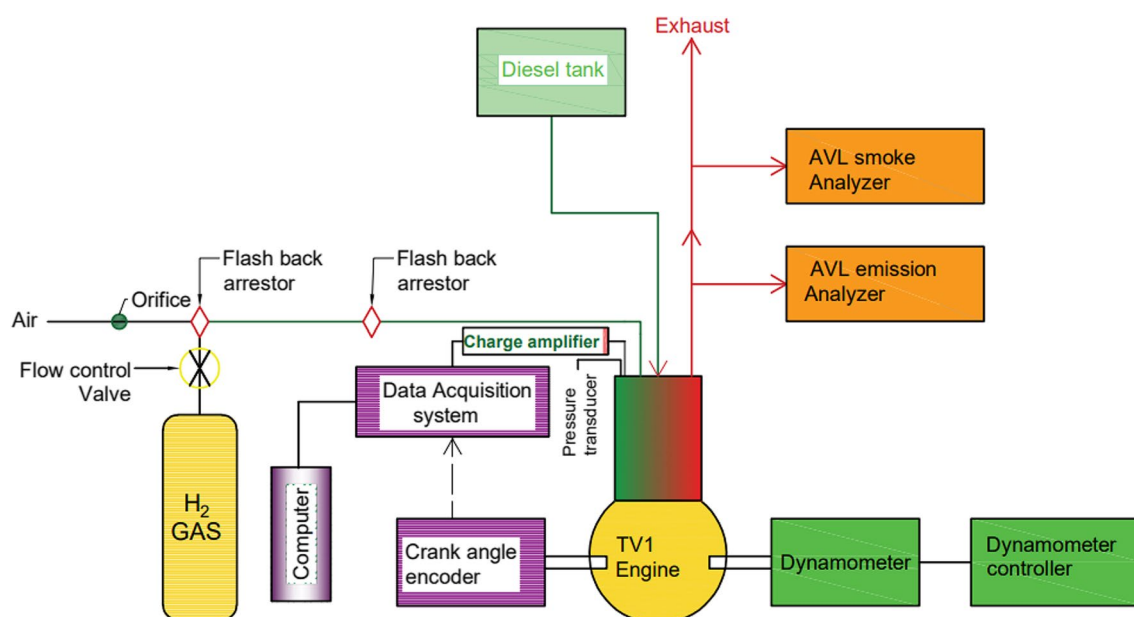 Exhaust
Diesel tank
AVL smoke
Analyzer
Flash back
arrestor
Flash back
arrestor
AVL emission
Analyzer
Orifice
Air
Charge amplifier
Flow control
Valve
Data Acquisition
system
Pressure
transducer
H2
GAS
Computer
Crank angle
encoder
TV1
Engine
Dynamometer
Dynamometer
controller